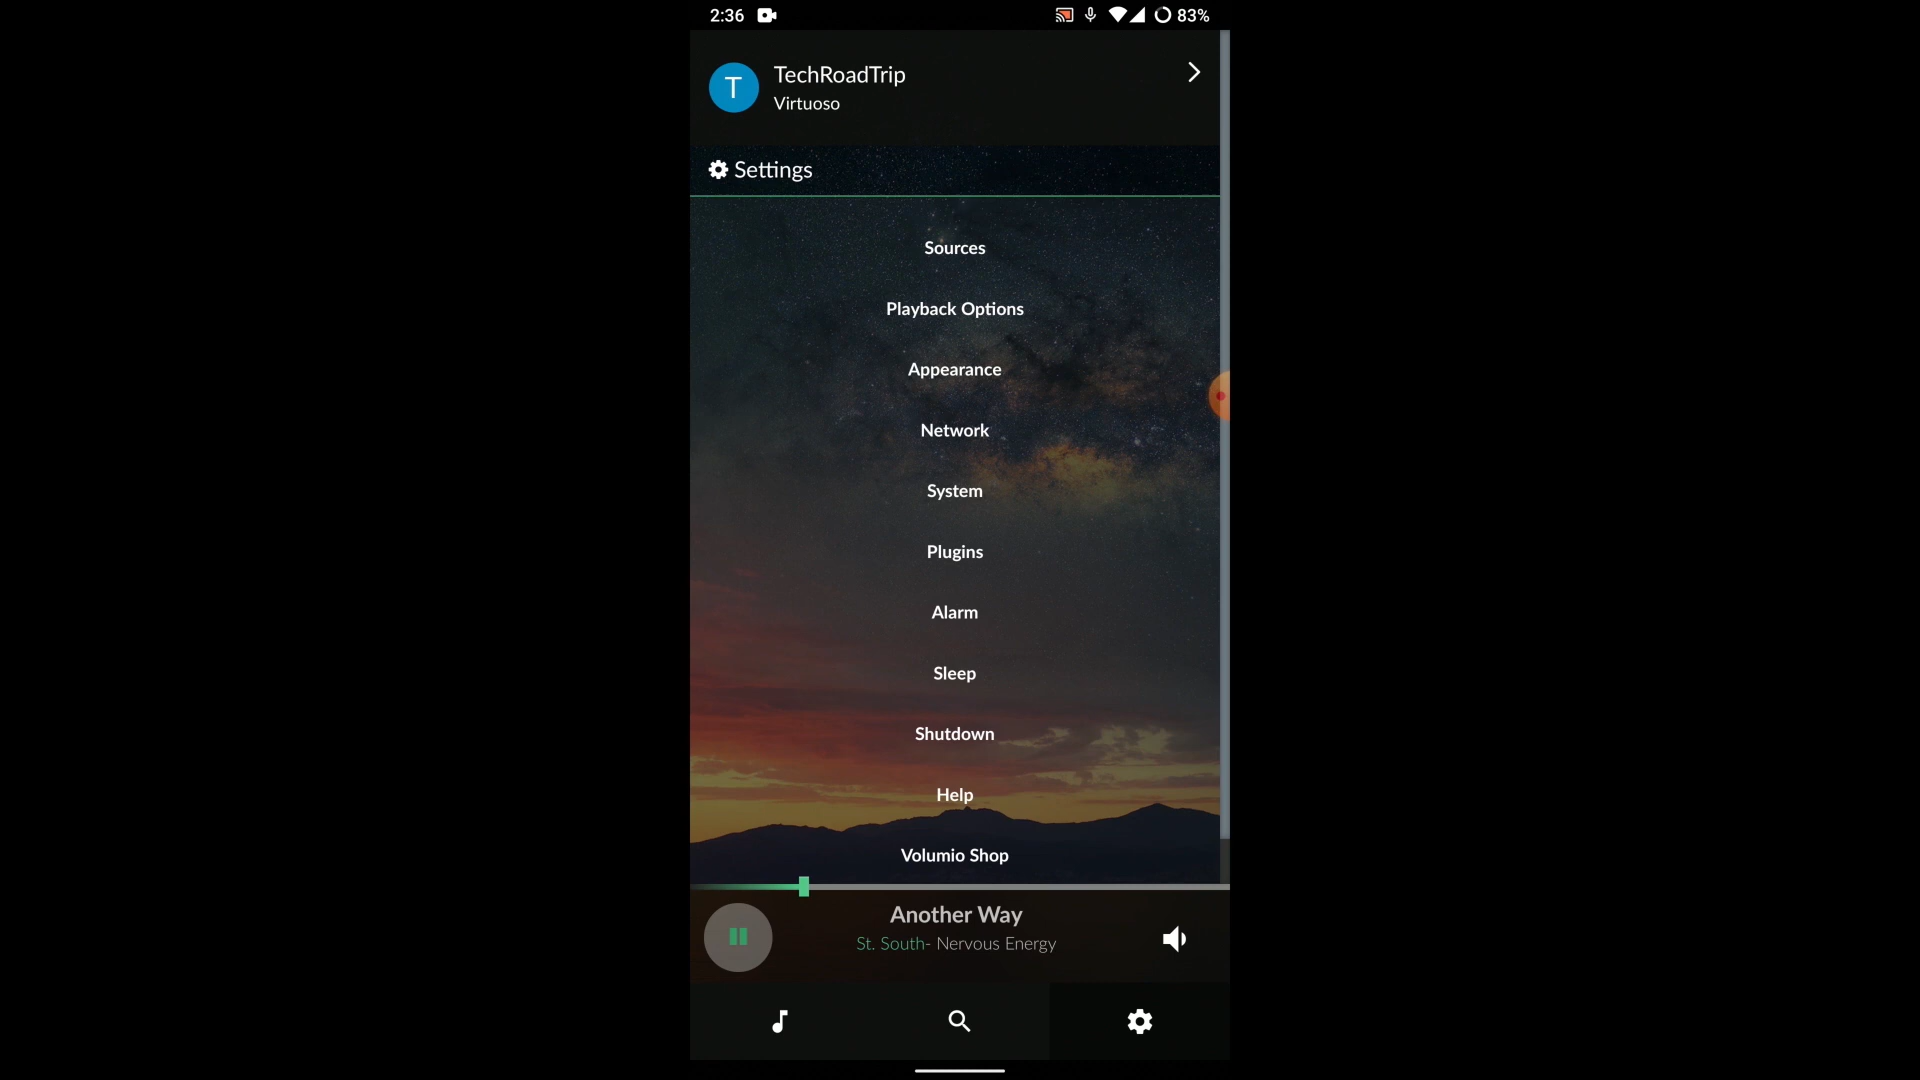 2:36
83%
T
TechRoadTrip
Virtuoso
Settings
Sources
Playback Options
Appearance
Network
System
Plugins
Alarm
Sleep
Shutdown
Help
Volumio Shop
Another Way
St. South- Nervous Energy